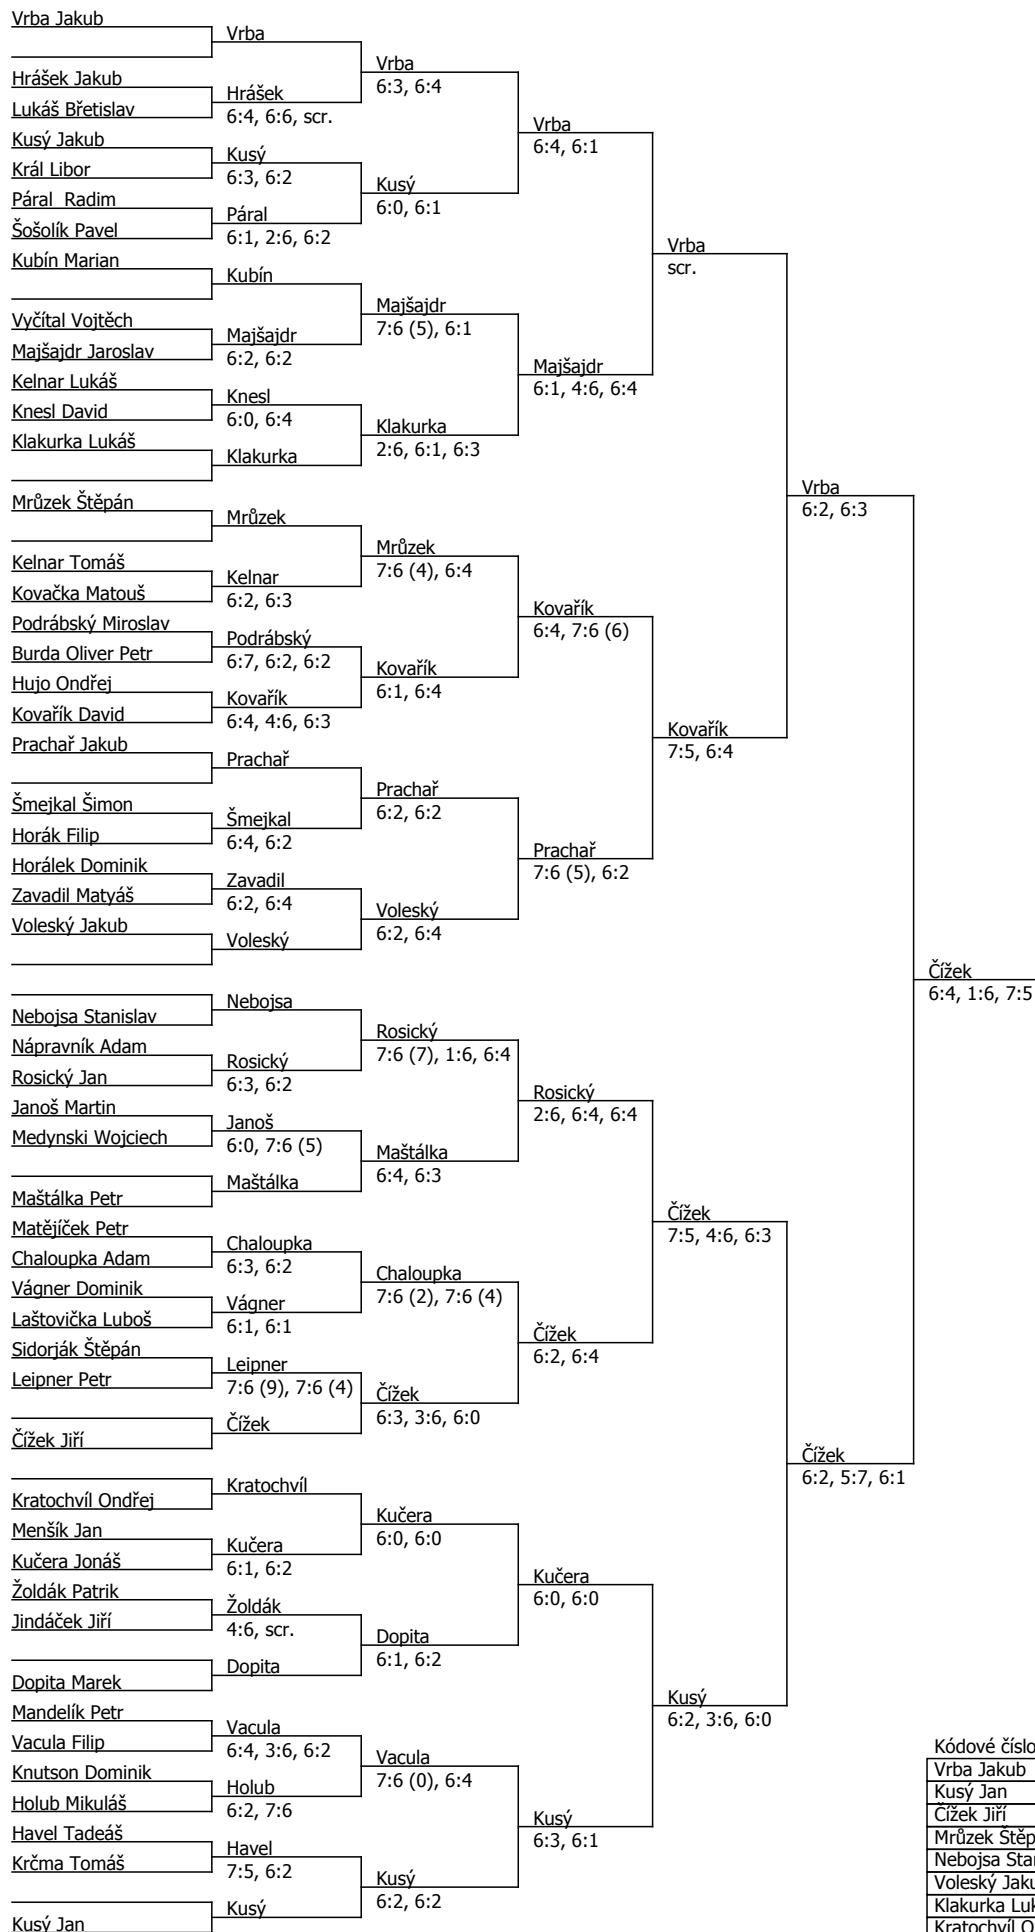 Vrba Jakub
Vrba
Vrba
6:3, 6:4
Hrášek Jakub
Hrášek
Lukáš Břetislav
6:4, 6:6, scr.
Vrba
6:4, 6:1
Kusý Jakub
Kusý
Král Libor
6:3, 6:2
Kusý
6:0, 6:1
Páral  Radim
Páral
Šošolík Pavel
6:1, 2:6, 6:2
Vrba
scr.
Kubín Marian
Kubín
Majšajdr
7:6 (5), 6:1
Vyčítal Vojtěch
Majšajdr
Majšajdr Jaroslav
6:2, 6:2
Majšajdr
6:1, 4:6, 6:4
Kelnar Lukáš
Knesl
Knesl David
6:0, 6:4
Klakurka
2:6, 6:1, 6:3
Klakurka Lukáš
Klakurka
Vrba
6:2, 6:3
Mrůzek Štěpán
Mrůzek
Mrůzek
7:6 (4), 6:4
Kelnar Tomáš
Kelnar
Kovačka Matouš
6:2, 6:3
Kovařík
6:4, 7:6 (6)
Podrábský Miroslav
Podrábský
Burda Oliver Petr
6:7, 6:2, 6:2
Kovařík
6:1, 6:4
Hujo Ondřej
Kovařík
Kovařík David
6:4, 4:6, 6:3
Kovařík
7:5, 6:4
Prachař Jakub
Prachař
Prachař
6:2, 6:2
Šmejkal Šimon
Šmejkal
Horák Filip
6:4, 6:2
Prachař
7:6 (5), 6:2
Horálek Dominik
Zavadil
Zavadil Matyáš
6:2, 6:4
Voleský
6:2, 6:4
Voleský Jakub
Voleský
Čížek
6:4, 1:6, 7:5
Nebojsa
Nebojsa Stanislav
Rosický
7:6 (7), 1:6, 6:4
Nápravník Adam
Rosický
Rosický Jan
6:3, 6:2
Rosický
2:6, 6:4, 6:4
Janoš Martin
Janoš
Medynski Wojciech
6:0, 7:6 (5)
Maštálka
6:4, 6:3
Maštálka
Maštálka Petr
Čížek
7:5, 4:6, 6:3
Matějíček Petr
Chaloupka
Chaloupka Adam
6:3, 6:2
Chaloupka
7:6 (2), 7:6 (4)
Vágner Dominik
Vágner
Laštovička Luboš
6:1, 6:1
Čížek
6:2, 6:4
Sidorják Štěpán
Leipner
Leipner Petr
7:6 (9), 7:6 (4)
Čížek
6:3, 3:6, 6:0
Čížek
Čížek Jiří
Čížek
6:2, 5:7, 6:1
Kratochvíl
Kratochvíl Ondřej
Kučera
6:0, 6:0
Menšík Jan
Kučera
Kučera Jonáš
6:1, 6:2
Kučera
6:0, 6:0
Žoldák Patrik
Žoldák
Jindáček Jiří
4:6, scr.
Dopita
6:1, 6:2
Dopita
Dopita Marek
Kusý
6:2, 3:6, 6:0
Mandelík Petr
Vacula
Vacula Filip
6:4, 3:6, 6:2
Vacula
7:6 (0), 6:4
Knutson Dominik
Holub
Holub Mikuláš
6:2, 7:6
Kusý
6:3, 6:1
Havel Tadeáš
Havel
Krčma Tomáš
7:5, 6:2
Kusý
6:2, 6:2
Kusý
Kusý Jan
Kódové číslo
Vrba Jakub
Kusý Jan
Čížek Jiří
Mrůzek Štěp
Nebojsa Star
Voleský Jaku
Klakurka Luk
Kratochvíl O